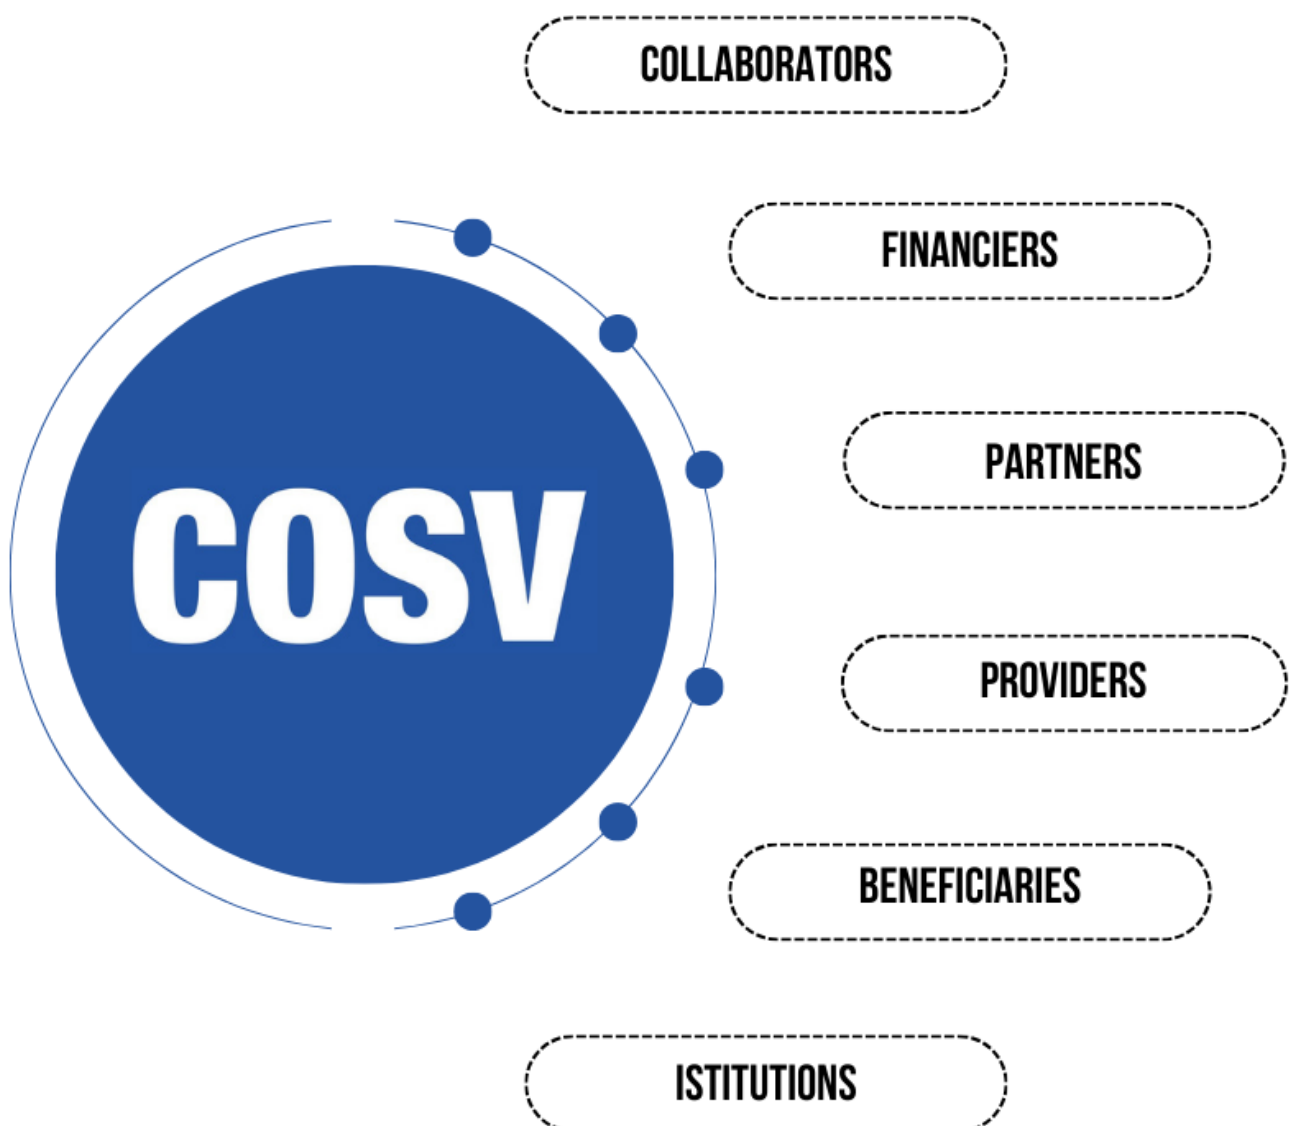 COLLABORATORS
FINANCIERS
PARTNERS
COSV
PROVIDERS
BENEFICIARIES
ISTITUTIONS